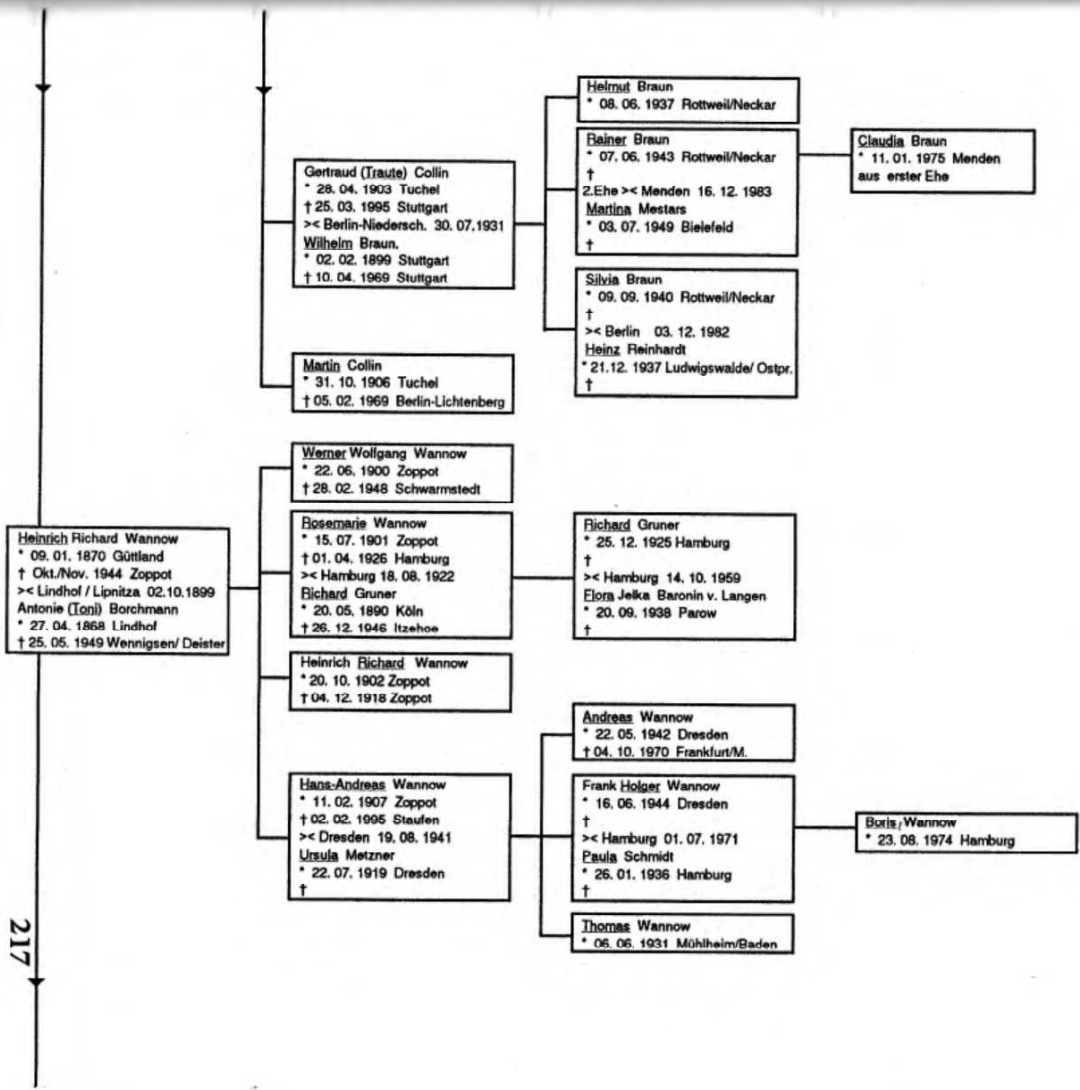 Helmut Braun
* 08. 06. 1937 Rottweil/Neckar
Rainer Braun
* 07. 06. 1943 Rottweil/Neckar
†
2.Ehe >< Menden 16. 12. 1983
Martina Mestars
* 03. 07. 1949 Bielefeld
†
Claudia Braun
* 11. 01. 1975 Menden
aus erster Ehe
Gertraud (Traute) Collin
* 28. 04. 1903 Tuchel
† 25. 03. 1995 Stuttgart
>< Berlin-Niedersch. 30. 07.1931
Wilhelm Braun.
* 02. 02. 1899 Stuttgart
† 10. 04. 1969 Stuttgart
Silvia Braun
* 09. 09. 1940 Rottweil/Neckar
†
>< Berlin 03. 12. 1982
Heinz Reinhardt
* 21.12. 1937 Ludwigswalde/ Ostpr.
†
Martin Collin
* 31. 10. 1906 Tuchel
† 05. 02. 1969 Berlin-Lichtenberg
Werner Wolfgang Wannow
* 22. 06. 1900 Zoppot
† 28. 02. 1948 Schwarmstedt
Heinrich Richard Wannow
* 09. 01. 1870 Güttland
† Okt./Nov. 1944 Zoppot
>< Lindhof / Lipnitza 02.10.1899
Antonie (Toni) Borchmann
* 27. 04. 1868 Lindhof
† 25. 05. 1949 Wennigsen/ Deister
Rosemarie Wannow
* 15. 07. 1901 Zoppot
† 01. 04. 1926 Hamburg
>< Hamburg 18. 08. 1922
Richard Gruner
* 20. 05. 1890 Köln
† 26. 12. 1946 Itzehoe
Richard Gruner
* 25. 12. 1925 Hamburg
†
>< Hamburg 14. 10. 1959
Flora Jelka Baronin v. Langen
* 20. 09. 1938 Parow
†
Heinrich Richard Wannow
* 20. 10. 1902 Zoppot
† 04. 12. 1918 Zoppot
Andreas Wannow
* 22. 05. 1942 Dresden
† 04. 10. 1970 Frankfurt/M.
Hans-Andreas Wannow
* 11. 02. 1907 Zoppot
† 02. 02. 1995 Staufen
>< Dresden 19. 08. 1941
Ursula Metzner
* 22. 07. 1919 Dresden
†
Frank Holger Wannow
* 16. 06. 1944 Dresden
†
>< Hamburg 01. 07. 1971
Paula Schmidt
* 26. 01. 1936 Hamburg
†
Boris Wannow
* 23. 08. 1974 Hamburg
Thomas Wannow
* 06. 06. 1931 Mühlheim/Baden
217